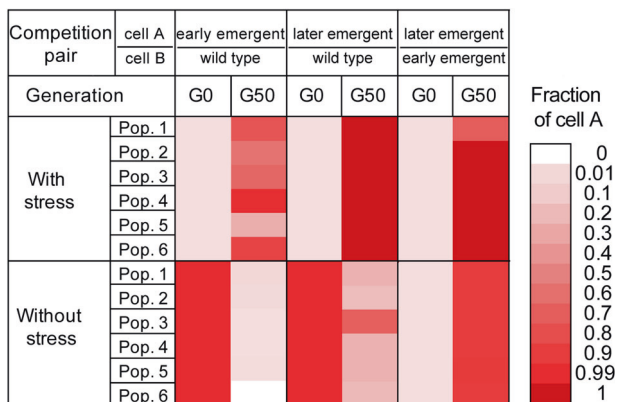 Competition pair cell A early emergent later emergent later emergent
cell B wild type wild type early emergent
Generation G0 G50 G0 G50 G0 G50
With stress
Pop. 1
Pop. 2
Pop. 3
Pop. 4
Pop. 5
Pop. 6
Without stress
Pop. 1
Pop. 2
Pop. 3
Pop. 4
Pop. 5
Pop. 6
Fraction
of cell A
0
0.01
0.1
0.2
0.3
0.4
0.5
0.6
0.7
0.8
0.9
0.99
1